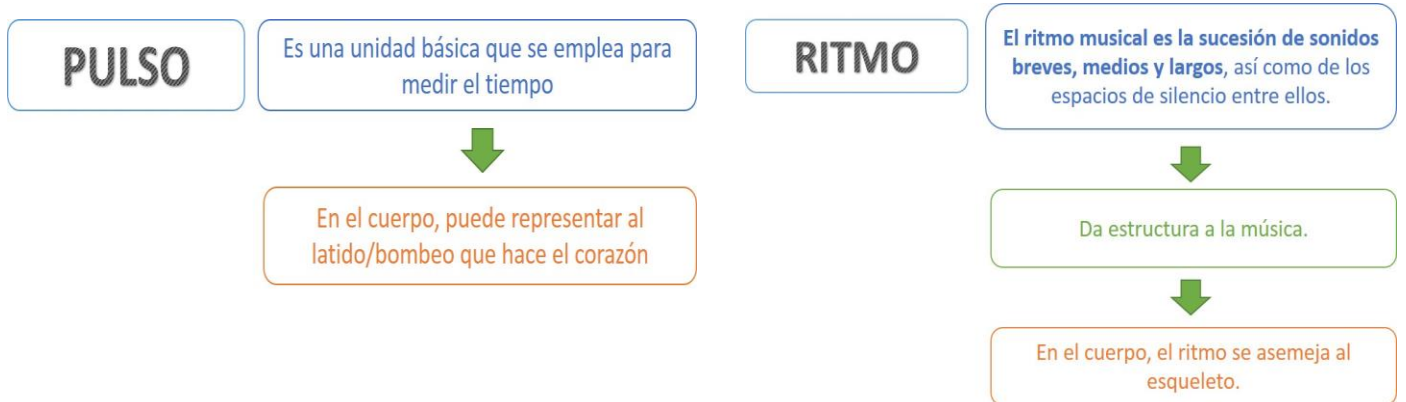 PULSO
Es una unidad básica que se emplea para
medir el tiempo
En el cuerpo, puede representar al
latido/bombeo que hace el corazón
RITMO
El ritmo musical es la sucesión de sonidos
breves, medios y largos, así como de los
espacios de silencio entre ellos.
Da estructura a la música.
En el cuerpo, el ritmo se asemeja al
esqueleto.